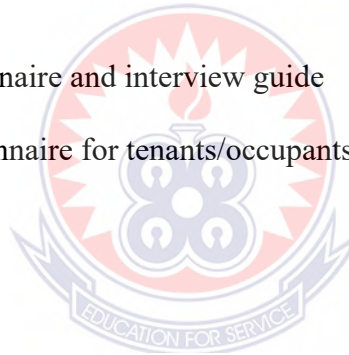 naire and interview guide
nnaire for tenants/occupants
EDUCATION FOR SERVICE